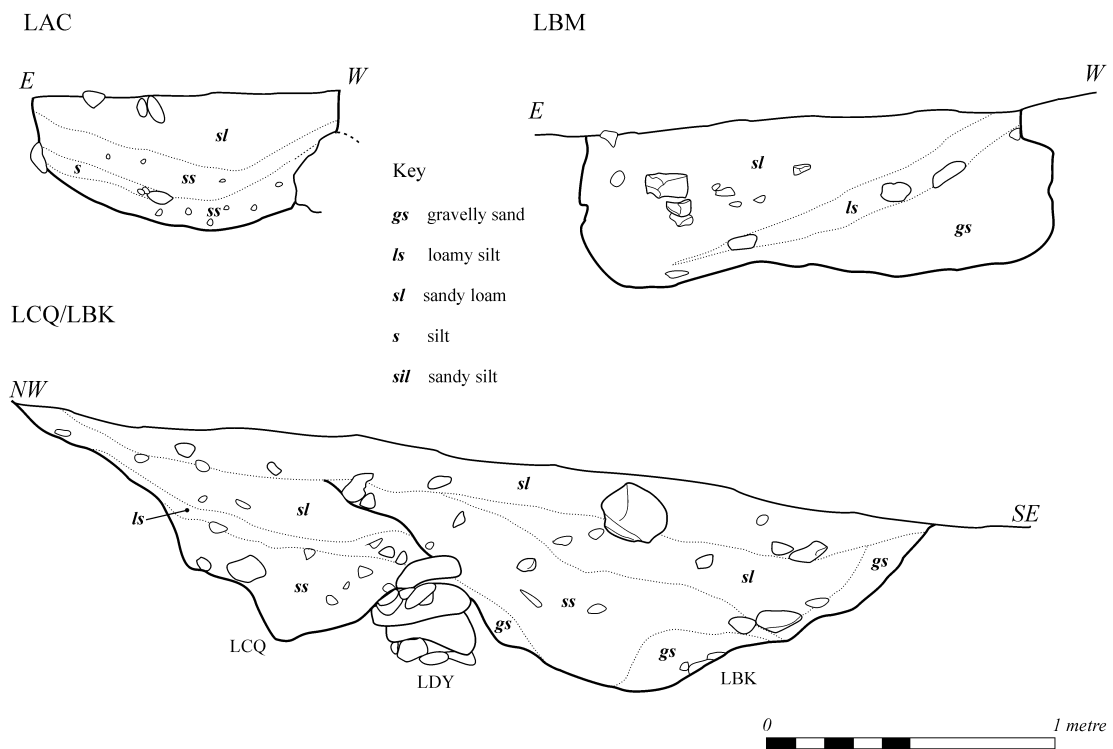 LAC
E
W
sl
s
ss
ss
LBM
E
W
sl
ls
gs
Key
gs gravelly sand
ls loamy silt
sl sandy loam
s silt
sil sandy silt
LCQ/LBK
NW
SE
sl
sl
ls
ss
sl
ss
gs
gs
gs
LCQ
LDY
LBK
0
1 metre